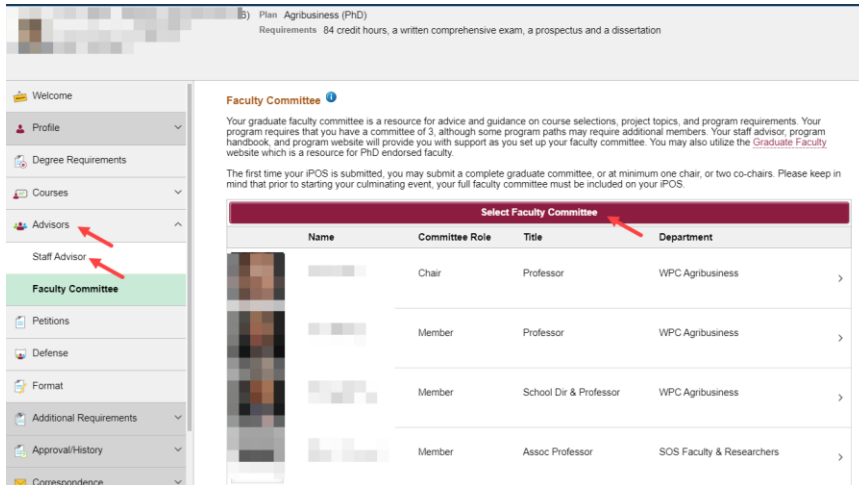 6) Plan Agribusiness (PhD)
Requirements 84 credit hours, a written comprehensive exam, a prospectus and a dissertation
Welcome
Profile
Degree Requirements
Courses
Advisors
Staff Advisor
Faculty Committee
Petitions
Defense
Format
Additional Requirements
Approval/History
Correspondence
Faculty Committee
Your graduate faculty committee is a resource for advice and guidance on course selections, project topics, and program requirements. Your
program requires that you have a committee of 3, although some program paths may require additional members. Your staff advisor, program
handbook, and program website will provide you with support as you set up your faculty committee. You may also utilize the Graduate Faculty
website which is a resource for PhD endorsed faculty.
The first time your iPOS is submitted, you may submit a complete graduate committee, or at minimum one chair, or two co-chairs. Please keep in
mind that prior to starting your culminating event, your full faculty committee must be included on your iPOS.
Select Faculty Committee
Name Committee Role Title Department
Chair Professor WPC Agribusiness
Member Professor WPC Agribusiness
Member School Dir & Professor WPC Agribusiness
Member Assoc Professor SOS Faculty & Researchers